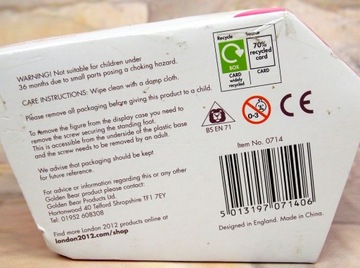 WARNING! Not suitable for children under
36 months due to small parts posing a choking hazard.
CARE INSTRUCTIONS: Wipe clean with a damp cloth.
Please remove all packaging before giving this product to a child.
To remove the figure from the display case you need to
remove the screw securing the standing foot.
This is accessible from the underside of the plastic base
and the screw needs to be removed by an adult.
We advise that packaging should be kept
for future reference.
For advice or information regarding this or any other
Golden Bear product please contact:
Golden Bear Products Ltd.
Hortonwood 40 Telford Shropshire TF1 7EY
Tel: 01952 608308
Find more London 2012 products online at
london2012.com/shop
Recycle
BOX
CARD
widely
recycled
70%
recycled
card
CARD
BS EN 71
0-3
CE
Item No. 0714
5 013197 071406
Designed in England. Made in China.